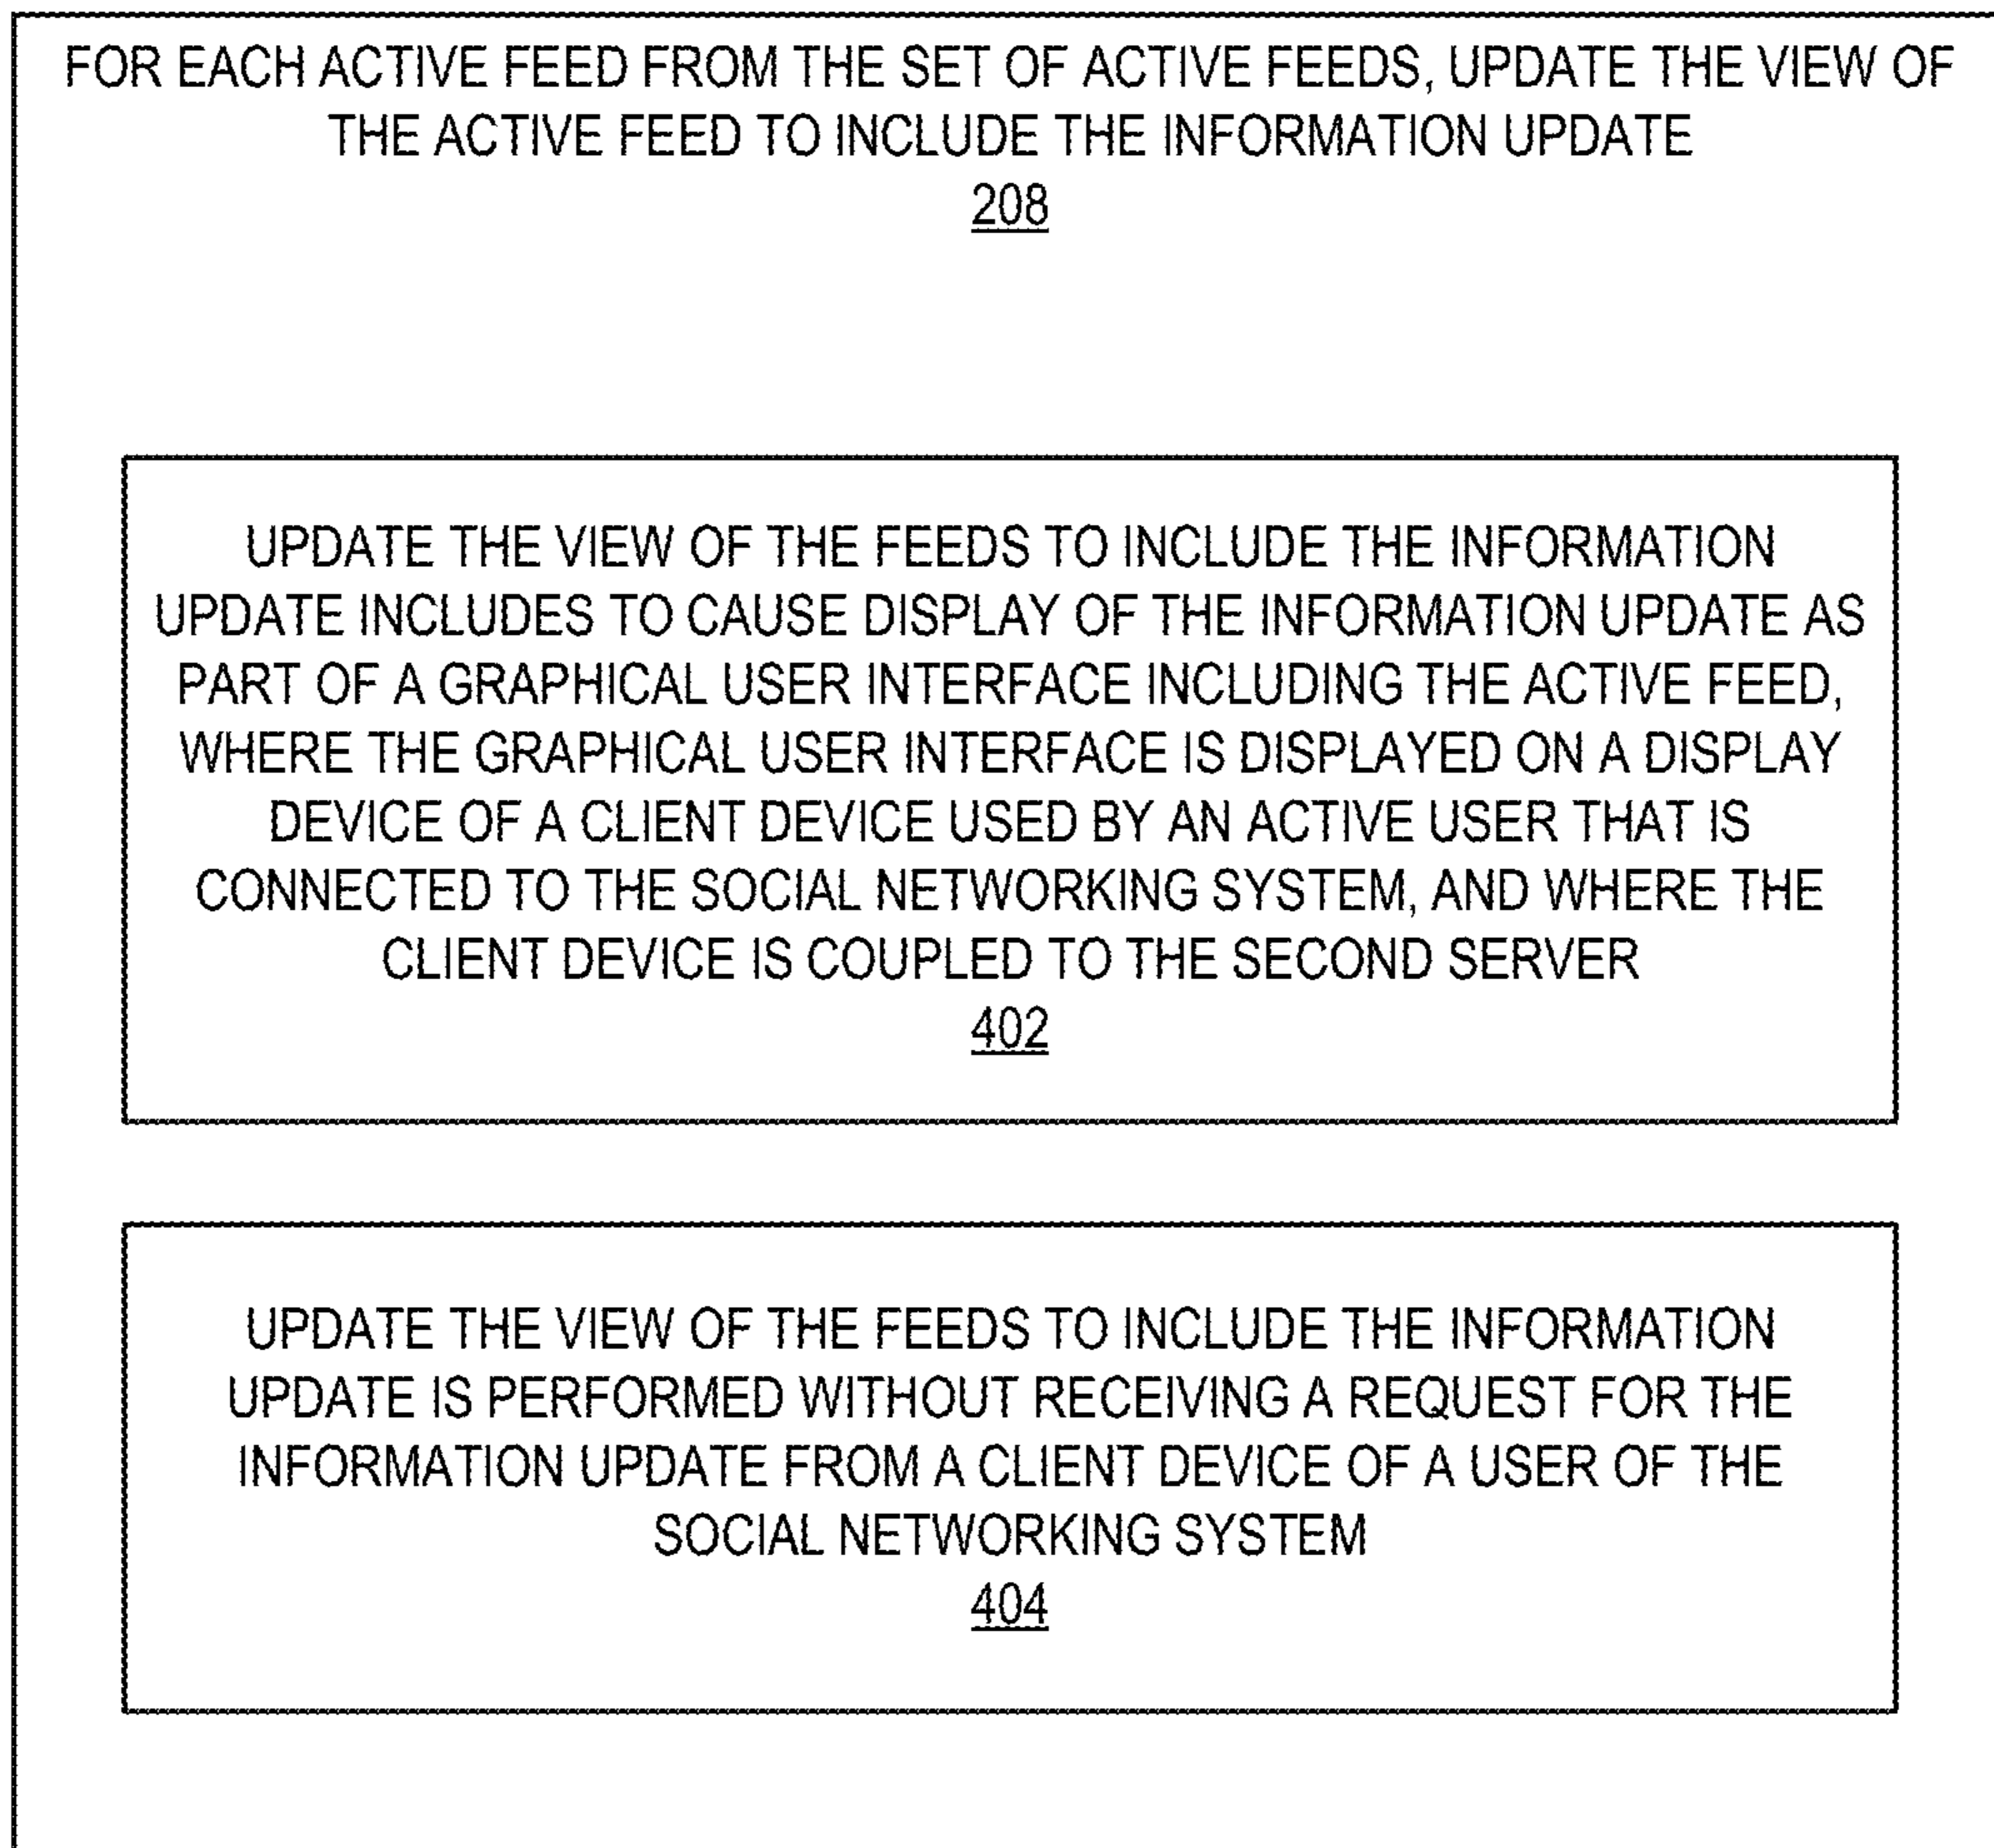 FOR EACH ACTIVE FEED FROM THE SET OF ACTIVE FEEDS, UPDATE THE VIEW OF
THE ACTIVE FEED TO INCLUDE THE INFORMATION UPDATE
208
UPDATE THE VIEW OF THE FEEDS TO INCLUDE THE INFORMATION
UPDATE INCLUDES TO CAUSE DISPLAY OF THE INFORMATION UPDATE AS
PART OF A GRAPHICAL USER INTERFACE INCLUDING THE ACTIVE FEED,
WHERE THE GRAPHICAL USER INTERFACE IS DISPLAYED ON A DISPLAY
DEVICE OF A CLIENT DEVICE USED BY AN ACTIVE USER THAT IS
CONNECTED TO THE SOCIAL NETWORKING SYSTEM, AND WHERE THE
CLIENT DEVICE IS COUPLED TO THE SECOND SERVER
402
UPDATE THE VIEW OF THE FEEDS TO INCLUDE THE INFORMATION
UPDATE IS PERFORMED WITHOUT RECEIVING A REQUEST FOR THE
INFORMATION UPDATE FROM A CLIENT DEVICE OF A USER OF THE
SOCIAL NETWORKING SYSTEM
404